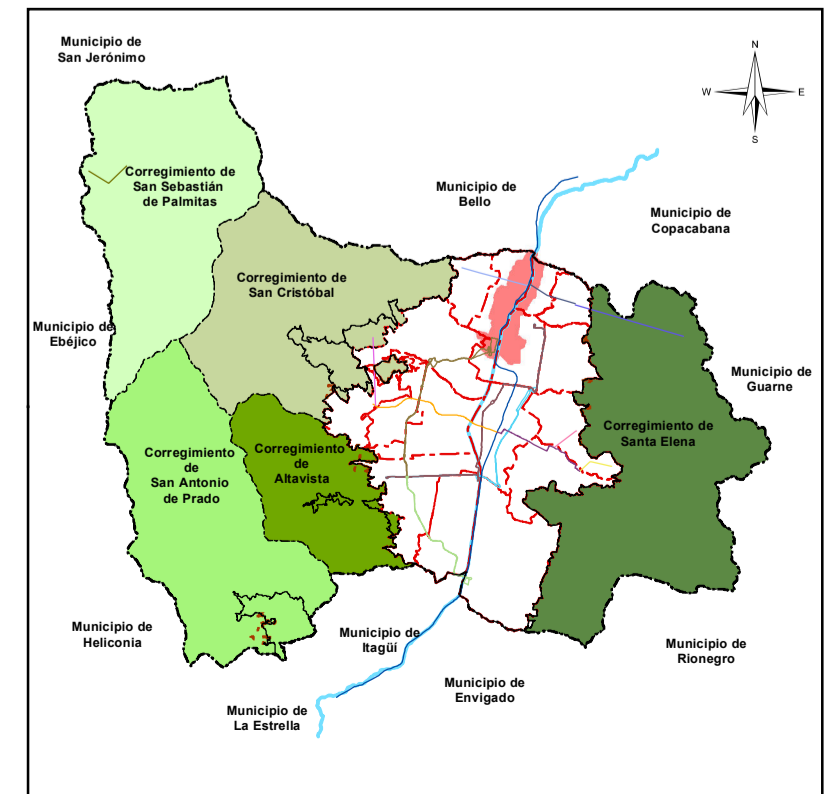 Municipio de
San Jerónimo
N
W
E
S
Corregimiento de
San Sebastián
de Palmitas
Municipio de
Bello
Municipio de
Copacabana
Corregimiento de
San Cristóbal
Municipio de
Ebéjico
Municipio de
Guarne
Corregimiento de
Santa Elena
Corregimiento
de
Altavista
Corregimiento
de
San Antonio
de Prado
Municipio de
Heliconia
Municipio de
Itagüí
Municipio de
Rionegro
Municipio de
Envigado
Municipio de
La Estrella